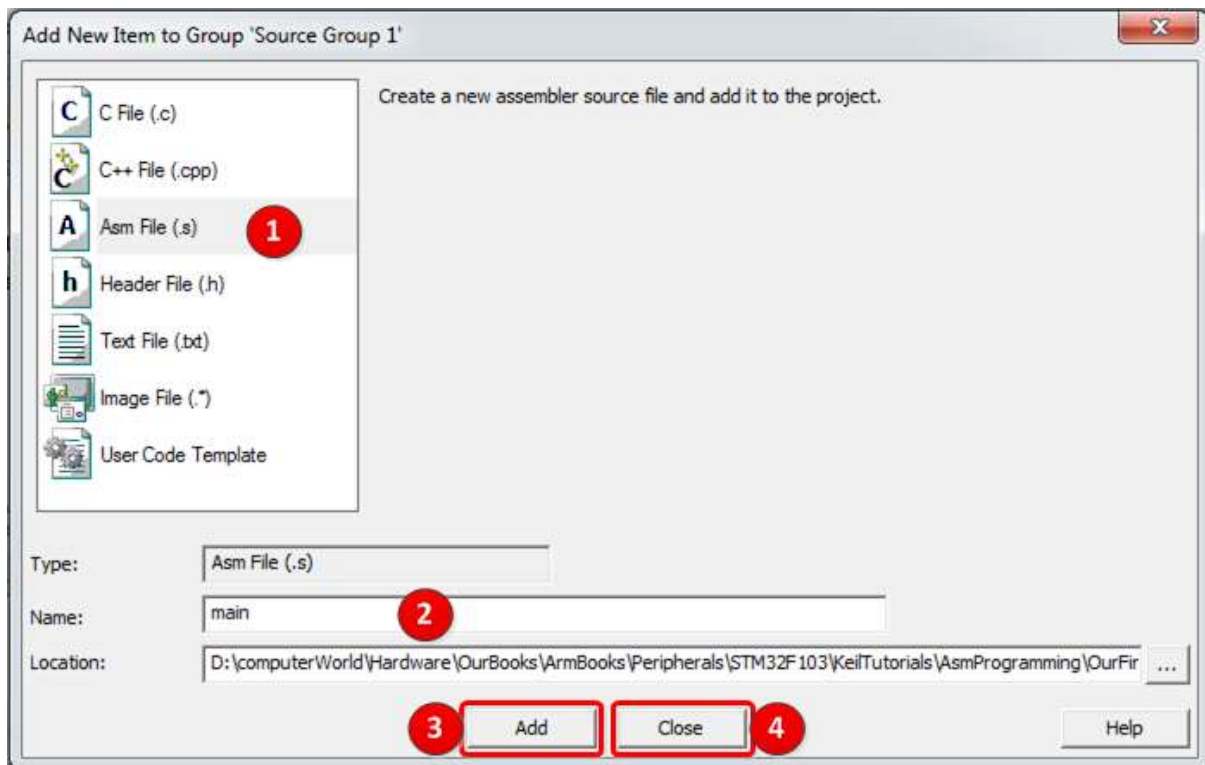 Add New Item to Group 'Source Group 1'
C C File (.c)
Create a new assembler source file and add it to the project.
C C++ File (.cpp)
A Asm File (.s) 1
h Header File (.h)
Text File (.txt)
Image File (.*)
User Code Template
Type: Asm File (.s)
Name: main 2
Location: D:\computerWorld\Hardware\OurBooks\ArmBooks\Peripherals\STM32F103\KeilTutorials\AsmProgramming\OurFir ...
3 Add Close 4 Help